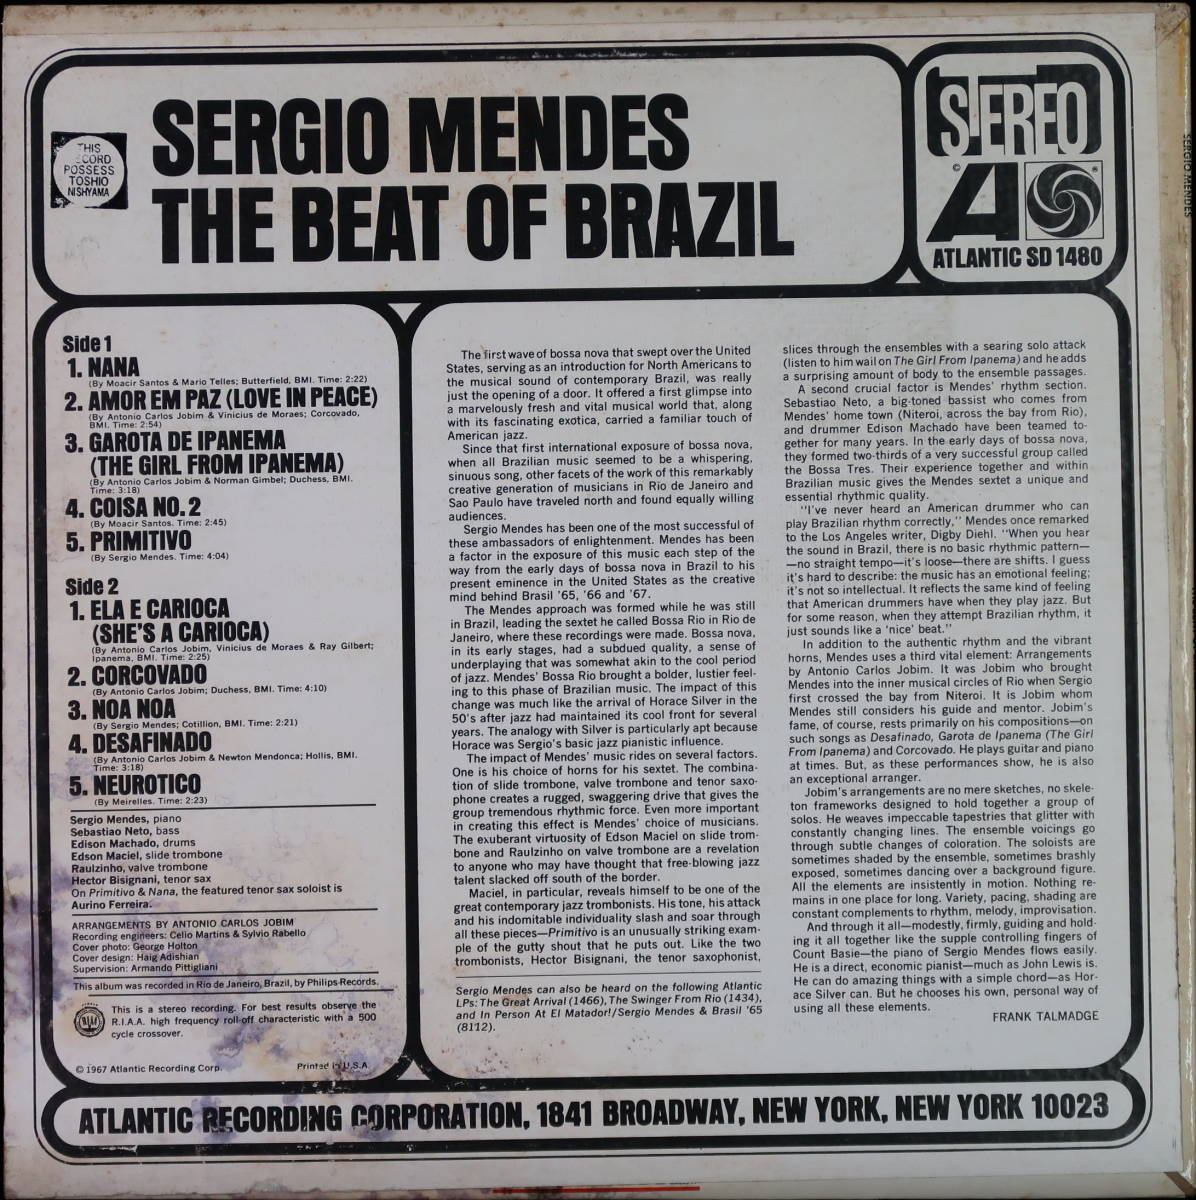 SERGIO MENDES
THE BEAT OF BRAZIL
THIS
POSSESS
TOSHIO
NISHIYAMA
STEREO
©
®
ATLANTIC SD 1480
SERGIO MENDES
Side 1
1. NANA
(By Moacir Santos & Mario Telles; Butterfield, BMI. Time: 2:22)
2. AMOR EM PAZ (LOVE IN PEACE)
(By Antonio Carlos Jobim & Vinicius de Moraes; Corcovado,
BMI. Time: 2:54)
3. GAROTA DE IPANEMA
(THE GIRL FROM IPANEMA)
(By Antonio Carlos Jobim & Norman Gimbel; Duchess, BMI.
Time: 3:18)
4. COISA NO. 2
(By Moacir Santos. Time: 2:45)
5. PRIMITIVO
(By Sergio Mendes. Time: 4:04)
Side 2
1. ELA E CARIOCA
(SHE'S A CARIOCA)
(By Antonio Carlos Jobim, Vinicius de Moraes & Ray Gilbert;
Ipanema, BMI. Time: 2:25)
2. CORCOVADO
(By Antonio Carlos Jobim; Duchess, BMI. Time: 4:10)
3. NOA NOA
(By Sergio Mendes; Cotillion, BMI. Time: 2:21)
4. DESAFINADO
(By Antonio Carlos Jobim & Newton Mendonca; Hollis, BMI.
Time: 3:18)
5. NEUROTICO
(By Meirelles. Time: 2:23)
Sergio Mendes, piano
Sebastiao Neto, bass
Edison Machado, drums
Edson Maciel, slide trombone
Raulzinho, valve trombone
Hector Bisignani, tenor sax
On Primitivo & Nana, the featured tenor sax soloist is
Aurino Ferreira.
ARRANGEMENTS BY ANTONIO CARLOS JOBIM
Recording engineers: Celio Martins & Sylvio Rabello
Cover photo: George Holton
Cover design: Haig Adishian
Supervision: Armando Pittigliani
This album was recorded in Rio de Janeiro, Brazil, by Philips Records.
This is a stereo recording. For best results observe the
R.I.A.A. high frequency roll-off characteristic with a 500
cycle crossover.
© 1967 Atlantic Recording Corp.
Printed in U.S.A.
The first wave of bossa nova that swept over the United
States, serving as an introduction for North Americans to
the musical sound of contemporary Brazil, was really
just the opening of a door. It offered a first glimpse into
a marvelously fresh and vital musical world that, along
with its fascinating exotica, carried a familiar touch of
American jazz.
Since that first international exposure of bossa nova,
when all Brazilian music seemed to be a whispering,
sinuous song, other facets of the work of this remarkably
creative generation of musicians in Rio de Janeiro and
Sao Paulo have traveled north and found equally willing
audiences.
Sergio Mendes has been one of the most successful of
these ambassadors of enlightenment. Mendes has been
a factor in the exposure of this music each step of the
way from the early days of bossa nova in Brazil to his
present eminence in the United States as the creative
mind behind Brasil '65, '66 and '67.
The Mendes approach was formed while he was still
in Brazil, leading the sextet he called Bossa Rio in Rio de
Janeiro, where these recordings were made. Bossa nova,
in its early stages, had a subdued quality, a sense of
underplaying that was somewhat akin to the cool period
of jazz. Mendes' Bossa Rio brought a bolder, lustier feel-
ing to this phase of Brazilian music. The impact of this
change was much like the arrival of Horace Silver in the
50's after jazz had maintained its cool front for several
years. The analogy with Silver is particularly apt because
Horace was Sergio's basic jazz pianistic influence.
The impact of Mendes' music rides on several factors.
One is his choice of horns for his sextet. The combina-
tion of slide trombone, valve trombone and tenor saxo-
phone creates a rugged, swaggering drive that gives the
group tremendous rhythmic force. Even more important
in creating this effect is Mendes' choice of musicians.
The exuberant virtuosity of Edson Maciel on slide trom-
bone and Raulzinho on valve trombone are a revelation
to anyone who may have thought that free-blowing jazz
talent slacked off south of the border.
Maciel, in particular, reveals himself to be one of the
great contemporary jazz trombonists. His tone, his attack
and his indomitable individuality slash and soar through
all these pieces—Primitivo is an unusually striking exam-
ple of the gutty shout that he puts out. Like the two
trombonists, Hector Bisignani, the tenor saxophonist,
Sergio Mendes can also be heard on the following Atlantic
LPs: The Great Arrival (1466), The Swinger From Rio (1434),
and In Person At El Matador!/Sergio Mendes & Brasil '65
(8112).
slices through the ensembles with a searing solo attack
(listen to him wail on The Girl From Ipanema) and he adds
a surprising amount of body to the ensemble passages.
A second crucial factor is Mendes' rhythm section.
Sebastiao Neto, a big-toned bassist who comes from
Mendes' home town (Niteroi, across the bay from Rio),
and drummer Edison Machado have been teamed to-
gether for many years. In the early days of bossa nova,
they formed two-thirds of a very successful group called
the Bossa Tres. Their experience together and within
Brazilian music gives the Mendes sextet a unique and
essential rhythmic quality.
"I've never heard an American drummer who can
play Brazilian rhythm correctly," Mendes once remarked
to the Los Angeles writer, Digby Diehl. "When you hear
the sound in Brazil, there is no basic rhythmic pattern—
—no straight tempo—it's loose—there are shifts. I guess
it's hard to describe: the music has an emotional feeling;
it's not so intellectual. It reflects the same kind of feeling
that American drummers have when they play jazz. But
for some reason, when they attempt Brazilian rhythm, it
just sounds like a 'nice' beat."
In addition to the authentic rhythm and the vibrant
horns, Mendes uses a third vital element: Arrangements
by Antonio Carlos Jobim. It was Jobim who brought
Mendes into the inner musical circles of Rio when Sergio
first crossed the bay from Niteroi. It is Jobim whom
Mendes still considers his guide and mentor. Jobim's
fame, of course, rests primarily on his compositions—on
such songs as Desafinado, Garota de Ipanema (The Girl
From Ipanema) and Corcovado. He plays guitar and piano
at times. But, as these performances show, he is also
an exceptional arranger.
Jobim's arrangements are no mere sketches, no skele-
ton frameworks designed to hold together a group of
solos. He weaves impeccable tapestries that glitter with
constantly changing lines. The ensemble voicings go
through subtle changes of coloration. The soloists are
sometimes shaded by the ensemble, sometimes brashly
exposed, sometimes dancing over a background figure.
All the elements are insistently in motion. Nothing re-
mains in one place for long. Variety, pacing, shading are
constant complements to rhythm, melody, improvisation.
And through it all—modestly, firmly, guiding and hold-
ing it all together like the supple controlling fingers of
Count Basie—the piano of Sergio Mendes flows easily.
He is a direct, economic pianist—much as John Lewis is.
He can do amazing things with a simple chord—as Hor-
ace Silver can. But he chooses his own, personal way of
using all these elements.
FRANK TALMADGE
ATLANTIC RECORDING CORPORATION, 1841 BROADWAY, NEW YORK, NEW YORK 10023